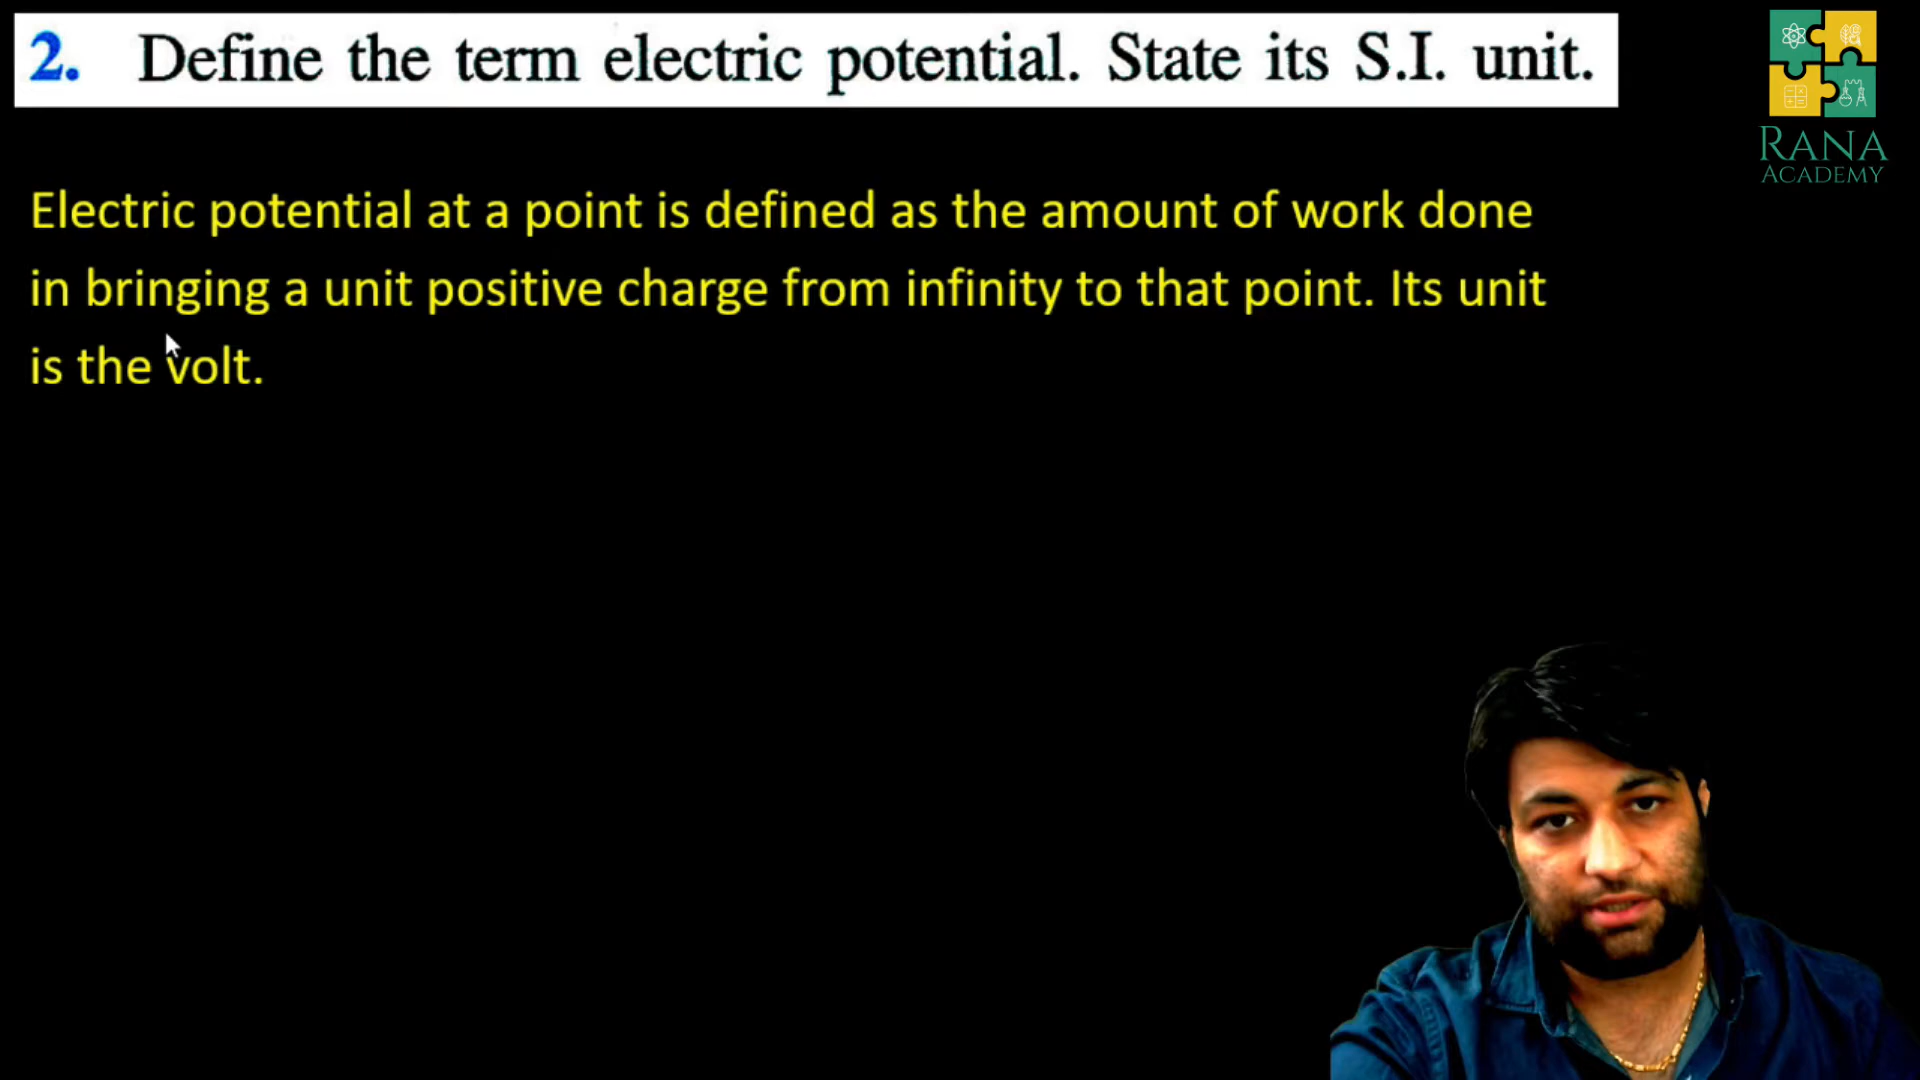 2. Define the term electric potential. State its S.I. unit.
RANA
ACADEMY
Electric potential at a point is defined as the amount of work done
in bringing a unit positive charge from infinity to that point. Its unit
is the volt.